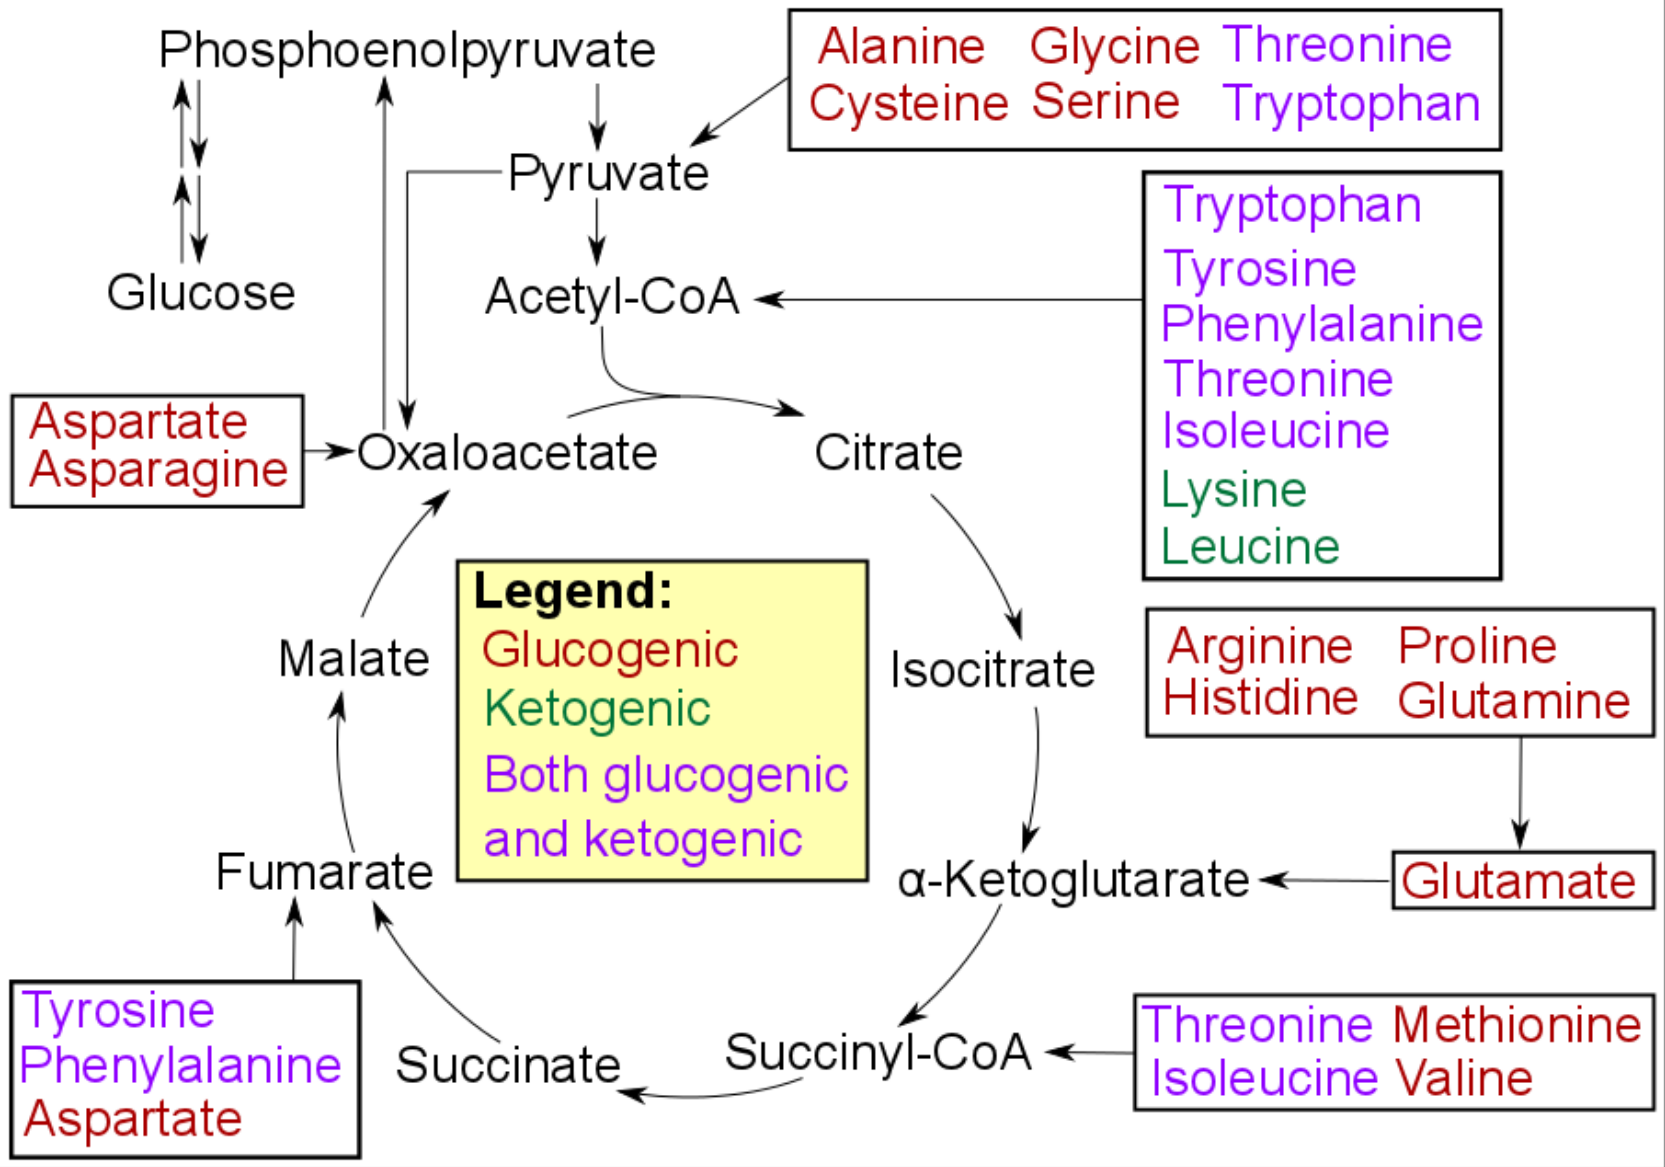 Phosphoenolpyruvate
Alanine Glycine Threonine
Cysteine Serine Tryptophan
Pyruvate
Tryptophan
Tyrosine
Phenylalanine
Threonine
Isoleucine
Lysine
Leucine
Glucose
Acetyl-CoA
Aspartate
Asparagine
Oxaloacetate
Citrate
Legend:
Glucogenic
Ketogenic
Both glucogenic
and ketogenic
Malate
Isocitrate
Arginine Proline
Histidine Glutamine
Fumarate
α-Ketoglutarate
Glutamate
Tyrosine
Phenylalanine
Aspartate
Succinate
Succinyl-CoA
Threonine Methionine
Isoleucine Valine